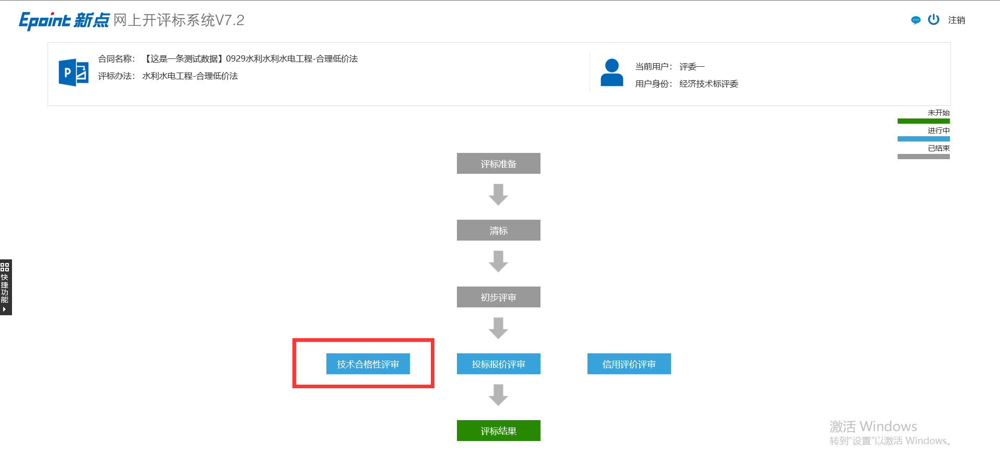 Epoint 新点 网上开评标系统V7.2
注销
合同名称： 【这是一条测试数据】0929水利水利水电工程-合理低价法
评标办法： 水利水电工程-合理低价法
当前用户： 评委一
用户身份： 经济技术标评委
未开始
进行中
已结束
评标准备
清标
初步评审
快捷功能
技术合格性评审
投标报价评审
信用评价评审
评标结果
激活 Windows
转到“设置”以激活 Windows。